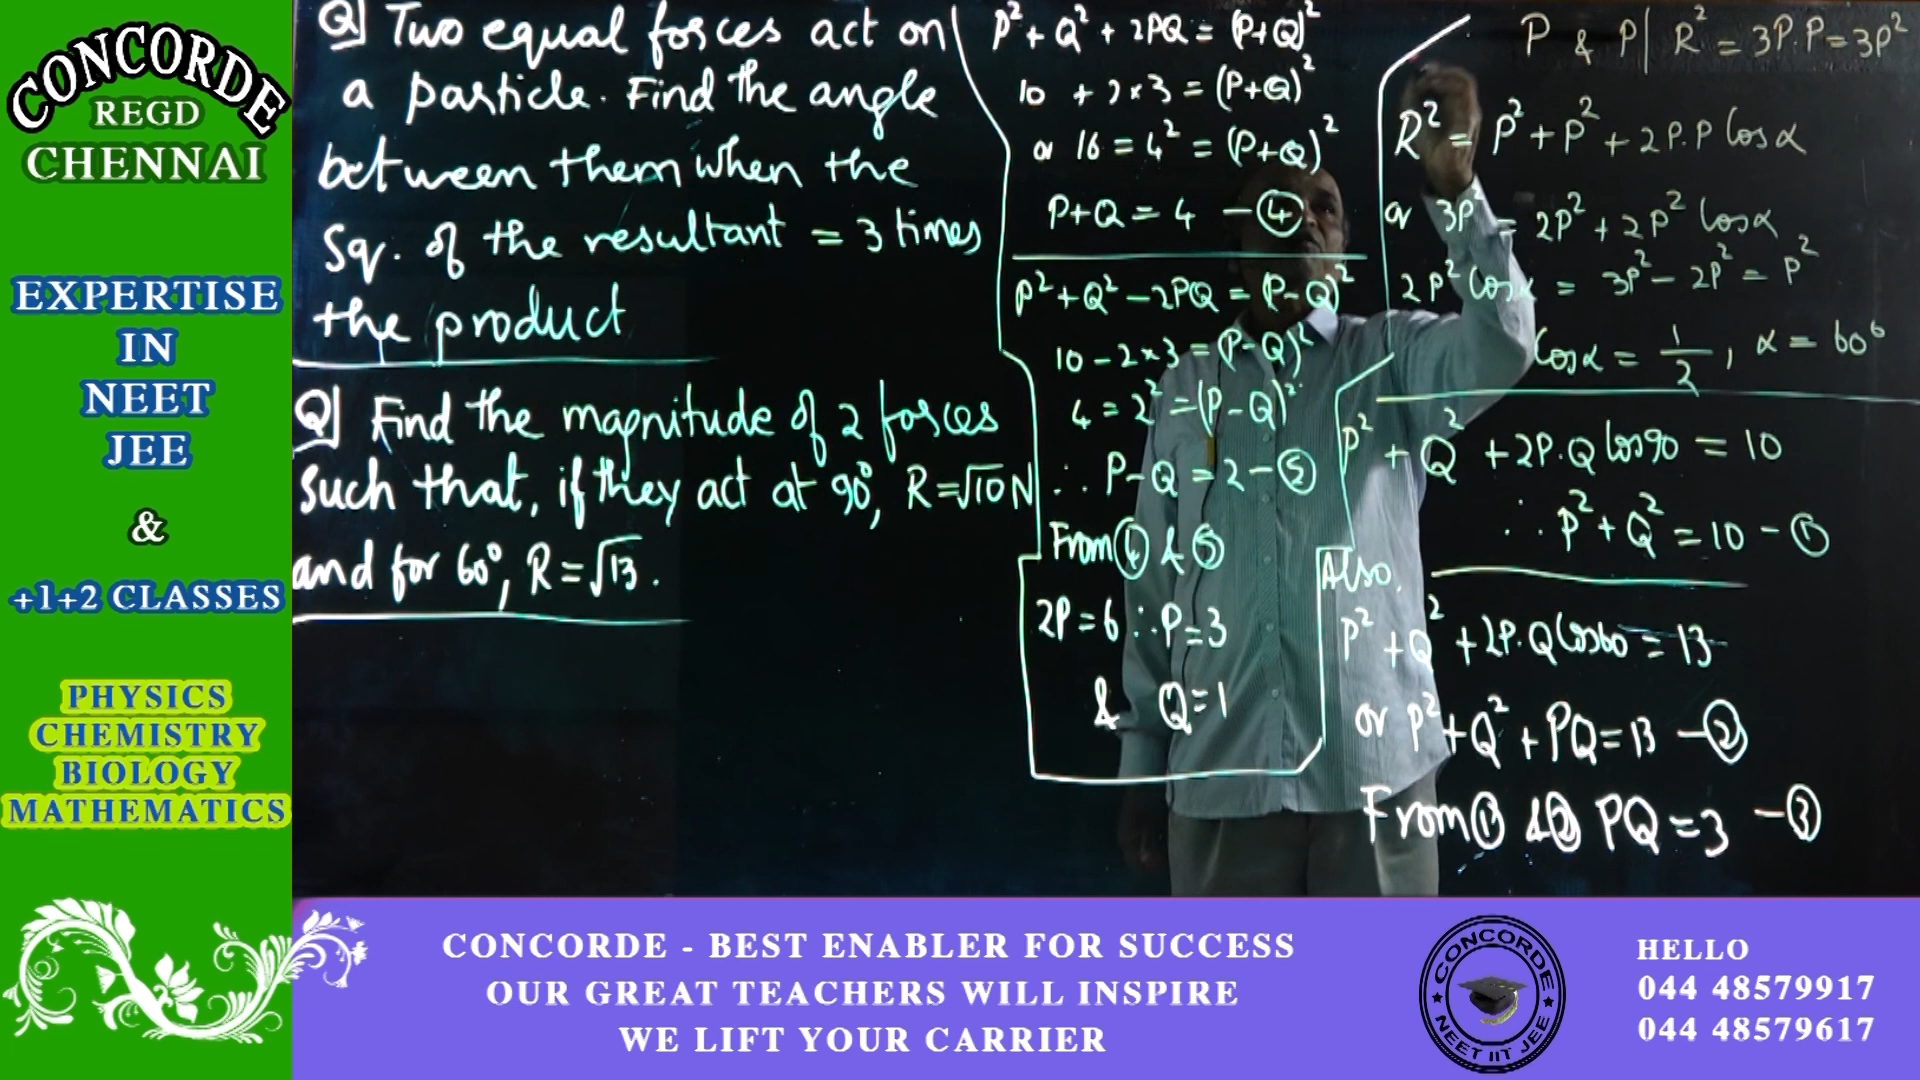 CONCORDE
REGD
CHENNAI
EXPERTISE
IN
NEET
JEE
&
+1+2 CLASSES
PHYSICS
CHEMISTRY
BIOLOGY
MATHEMATICS
Q] Two equal forces act on
a particle. Find the angle
between them when the
Sq. of the resultant = 3 times
the product
Q] Find the magnitude of 2 forces
Such that, if they act at 90°, R = √10 N
and for 60°, R = √13.
P² + Q² + 2PQ = (P+Q)²
10 + 2×3 = (P+Q)²
or 16 = 4² = (P+Q)²
P+Q = 4 — ④
P² + Q² − 2PQ = (P−Q)²
10 − 2×3 = (P−Q)²
4 = 2² = (P−Q)²
∴ P−Q = 2 — ⑤
From ④ & ⑤
2P = 6 ∴ P = 3
& Q = 1
P & P | R² = 3P.P = 3P²
R² = P² + P² + 2P.P Cosα
or 3P² = 2P² + 2P² Cosα
2P² Cosα = 3P² − 2P² = P²
Cosα = 1/2, α = 60°
P² + Q² + 2P.Q Cos90 = 10
∴ P² + Q² = 10 — ①
Also,
P² + Q² + 2P.Q Cos60 = 13
or P² + Q² + PQ = 13 — ②
From ① & ② PQ = 3 — ③
CONCORDE - BEST ENABLER FOR SUCCESS
OUR GREAT TEACHERS WILL INSPIRE
WE LIFT YOUR CARRIER
CONCORDE
NEET IIT JEE
HELLO
044 48579917
044 48579617